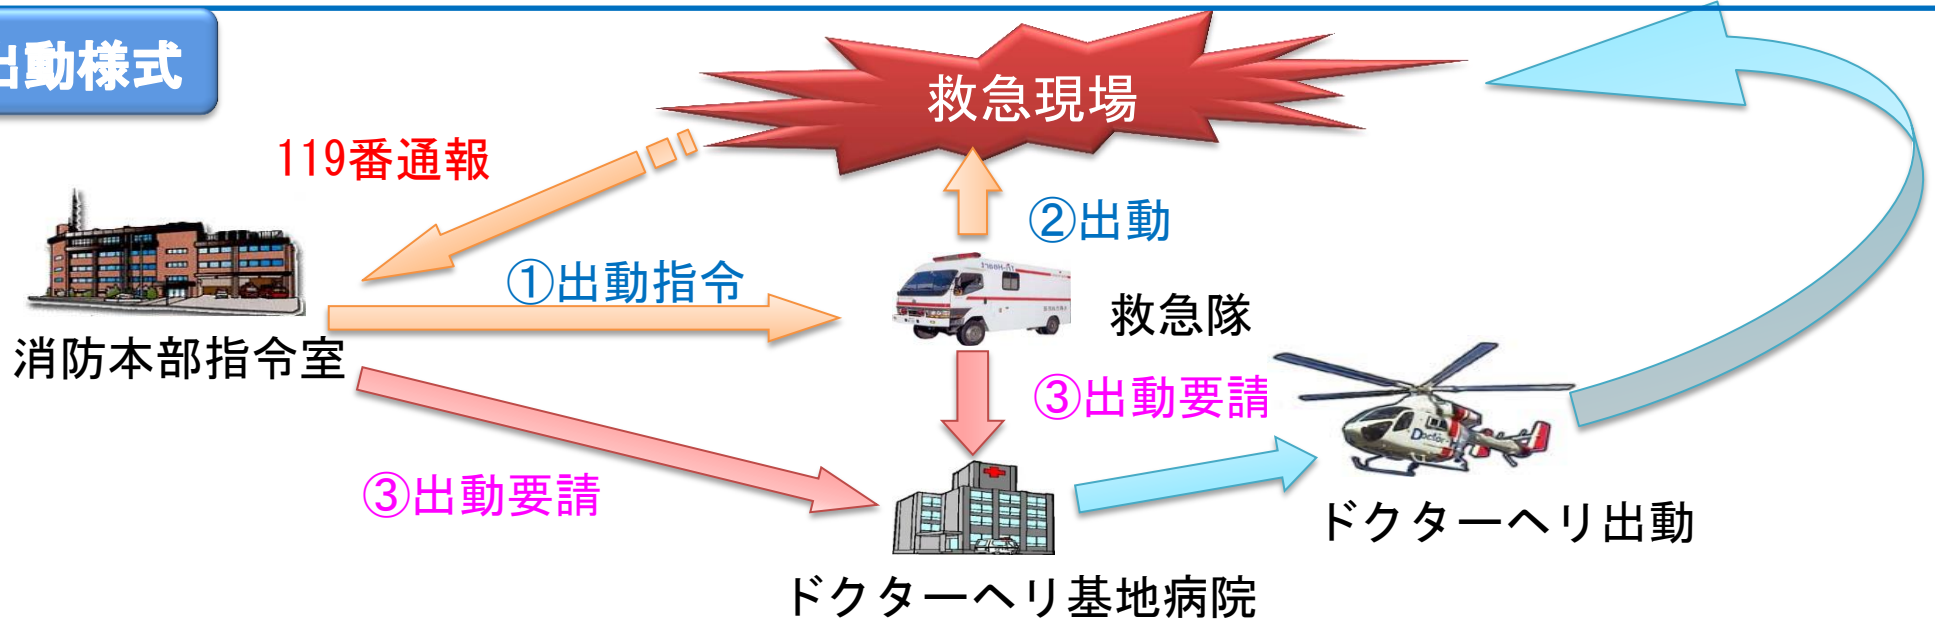 出動様式
救急現場
119番通報
②出動
①出動指令
救急隊
消防本部指令室
③出動要請
③出動要請
Doctor
ドクターヘリ出動
ドクターヘリ基地病院